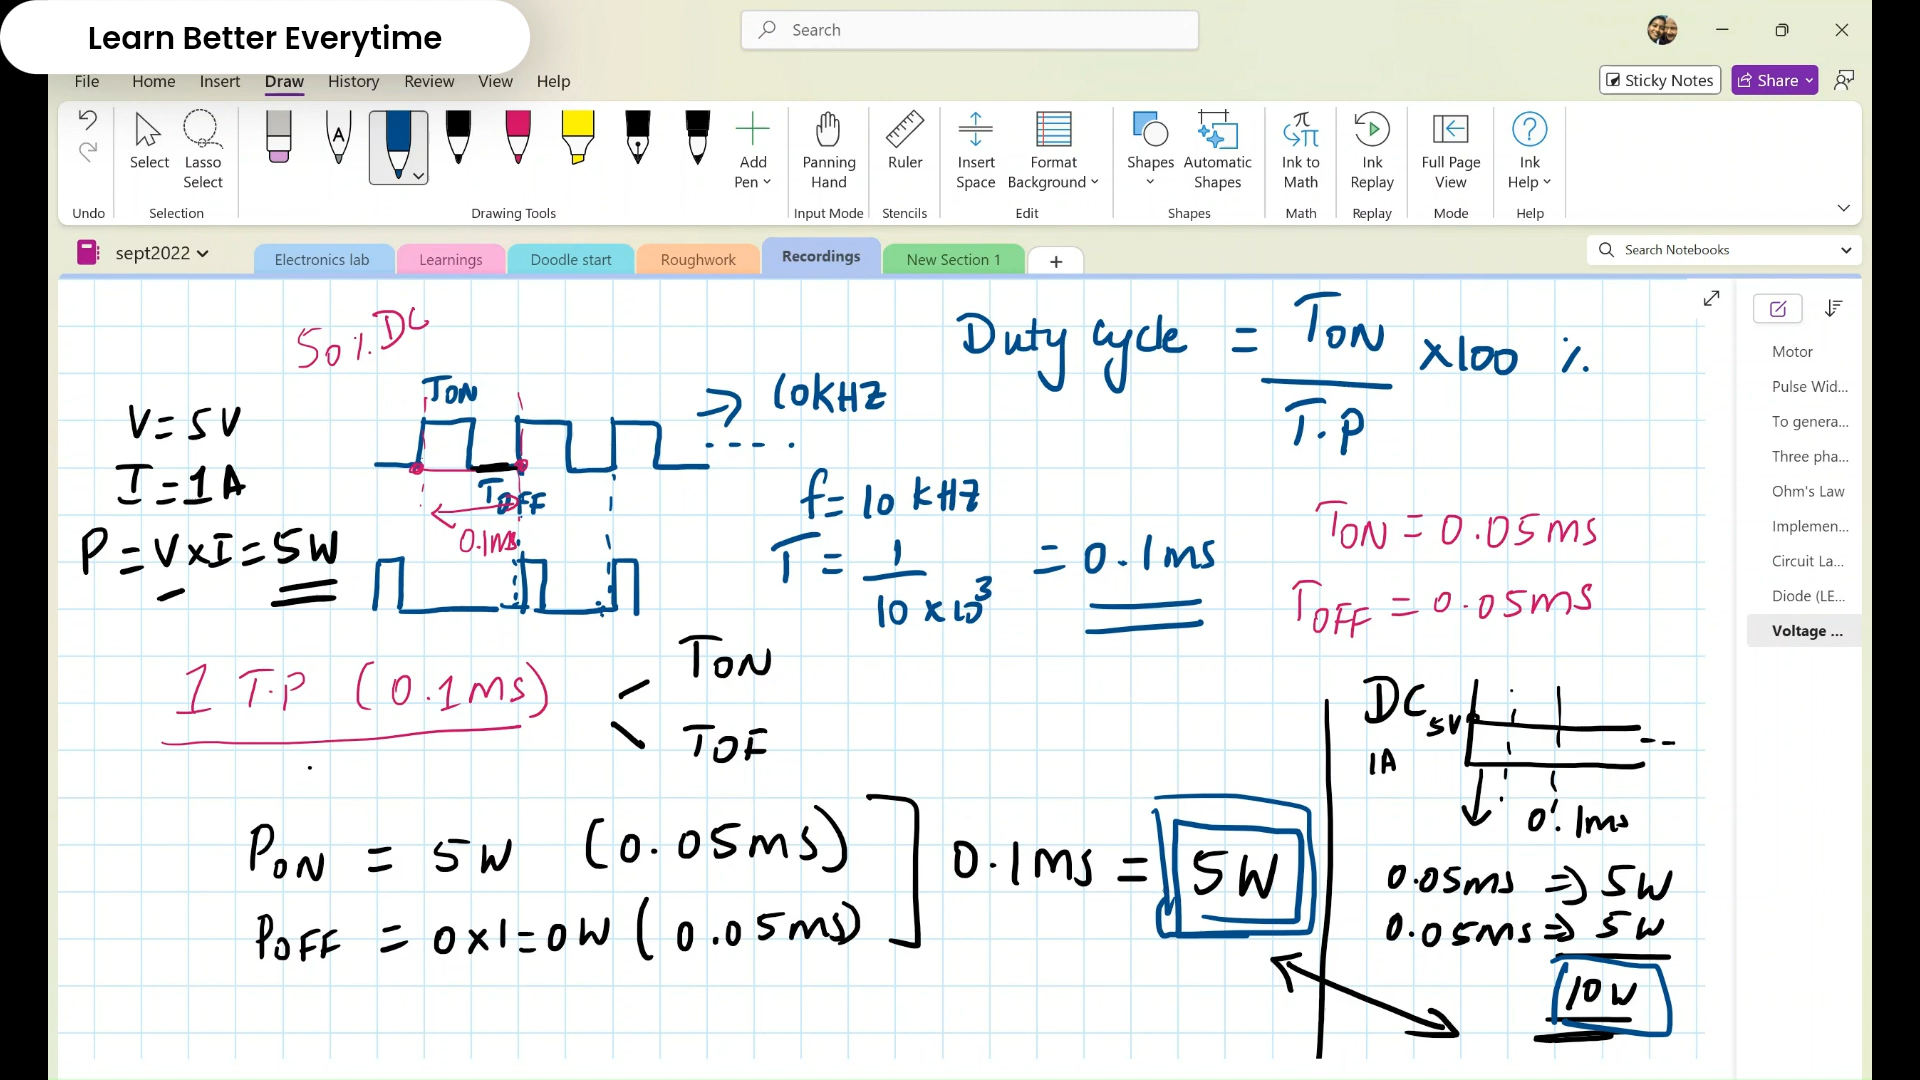 Learn Better Everytime
Search
File Home Insert Draw History Review View Help
Sticky Notes Share
Select
Lasso Select
Add Pen
Panning Hand
Ruler
Insert Space
Format Background
Shapes
Automatic Shapes
Ink to Math
Ink Replay
Full Page View
Ink Help
Undo Selection Drawing Tools Input Mode Stencils Edit Shapes Math Replay Mode Help
sept2022 Electronics lab Learnings Doodle start Roughwork Recordings New Section 1 +
Search Notebooks
Motor
Pulse Wid...
To genera...
Three pha...
Ohm's Law
Implemen...
Circuit La...
Diode (LE...
Voltage ...
50 %. DC
Duty cycle = TON / T.P x100 %.
TON
→ 10KHZ
V = 5V
I = 1A
P = V x I = 5W
TOFF
0.1ms
f = 10 KHZ
T = 1 / 10 x 10³ = 0.1ms
TON = 0.05ms
TOFF = 0.05ms
1 T.P (0.1ms)
TON
TOF
PON = 5W (0.05ms)
POFF = 0x1=0W (0.05ms)
0.1ms = 5W
DC
5V
1A
0.1ms
0.05ms ⇒ 5W
0.05ms ⇒ 5W
10W